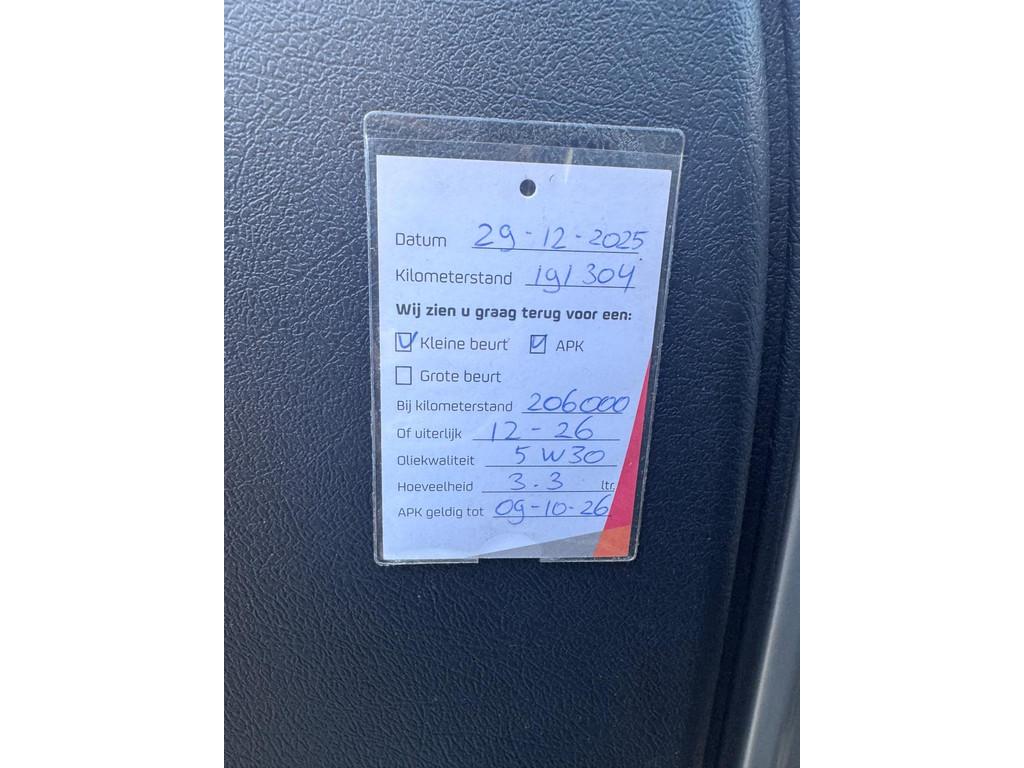 Datum 29-12-2025
Kilometerstand 191304
Wij zien u graag terug voor een:
Kleine beurt APK
Grote beurt
Bij kilometerstand 206000
Of uiterlijk 12-26
Oliekwaliteit 5W30
Hoeveelheid 3.3 ltr.
APK geldig tot 09-10-26